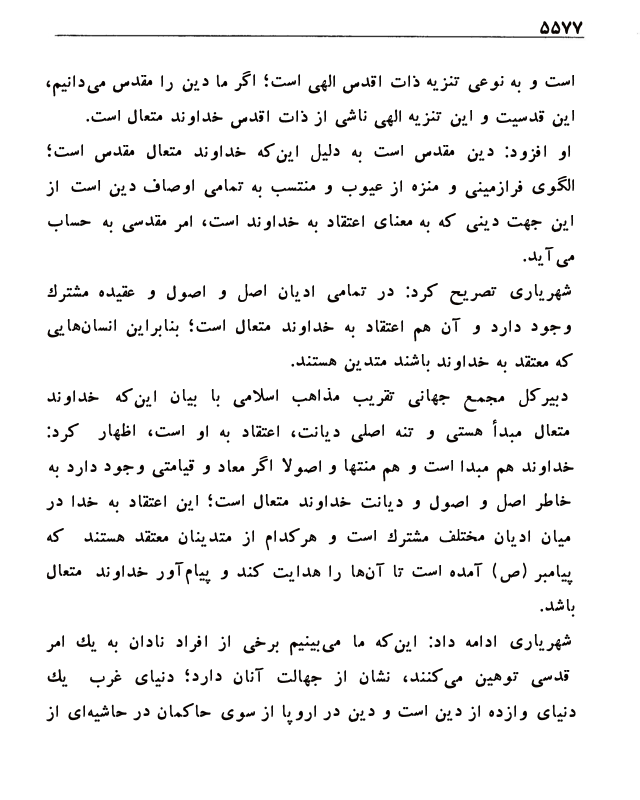 ۵۵۷۷
است و به نوعی تنزیه ذات اقدس الهی است؛ اگر ما دین را مقدس می‌دانیم،
این قدسیت و این تنزیه الهی ناشی از ذات اقدس خداوند متعال است.
او افزود: دین مقدس است به دلیل این‌که خداوند متعال مقدس است؛
الگوی فرازمینی و منزه از عیوب و منتسب به تمامی اوصاف دین است از
این جهت دینی که به معنای اعتقاد به خداوند است، امر مقدسی به حساب
می‌آید.
شهریاری تصریح کرد: در تمامی ادیان اصل و اصول و عقیده مشترك
وجود دارد و آن هم اعتقاد به خداوند متعال است؛ بنابراین انسان‌هایی
که معتقد به خداوند باشند متدین هستند.
دبیرکل مجمع جهانی تقریب مذاهب اسلامی با بیان این‌که خداوند
متعال مبدأ هستی و تنه اصلی دیانت، اعتقاد به او است، اظهار کرد:
خداوند هم مبدا است و هم منتها و اصولا اگر معاد و قیامتی وجود دارد به
خاطر اصل و اصول و دیانت خداوند متعال است؛ این اعتقاد به خدا در
میان ادیان مختلف مشترك است و هرکدام از متدینان معتقد هستند که
پیامبر (ص) آمده است تا آن‌ها را هدایت کند و پیام‌آور خداوند متعال
باشد.
شهریاری ادامه داد: این‌که ما می‌بینیم برخی از افراد نادان به یك امر
قدسی توهین می‌کنند، نشان از جهالت آنان دارد؛ دنیای غرب یك
دنیای وازده از دین است و دین در اروپا از سوی حاکمان در حاشیه‌ای از